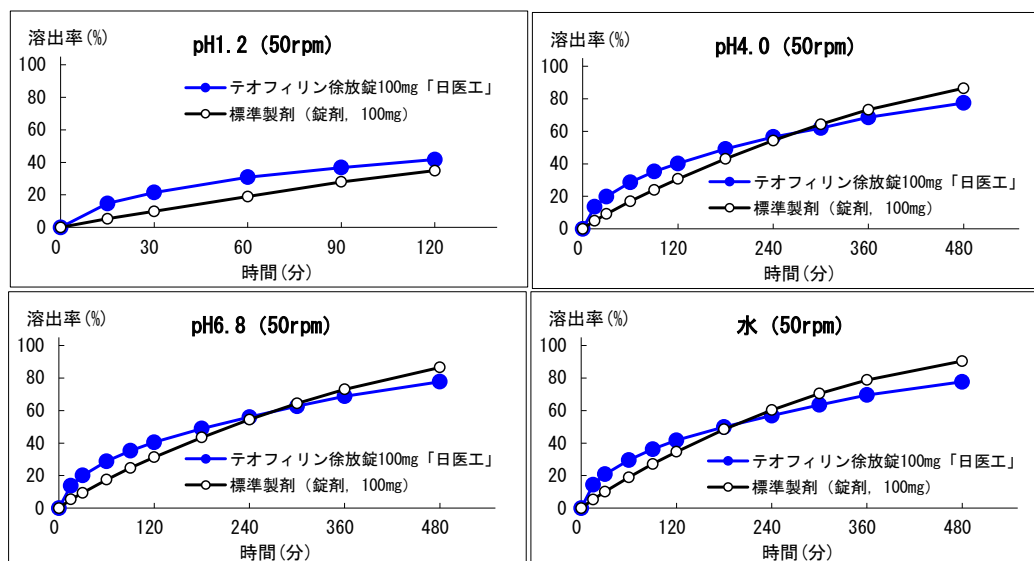 溶出率(%)
pH1.2 (50rpm)
100
80
60
40
20
0
テオフィリン徐放錠100mg「日医工」
標準製剤(錠剤, 100mg)
0 30 60 90 120
時間(分)
溶出率(%)
pH4.0 (50rpm)
100
80
60
40
20
0
テオフィリン徐放錠100mg「日医工」
標準製剤(錠剤, 100mg)
0 120 240 360 480
時間(分)
溶出率(%)
pH6.8 (50rpm)
100
80
60
40
20
0
テオフィリン徐放錠100mg「日医工」
標準製剤(錠剤, 100mg)
0 120 240 360 480
時間(分)
溶出率(%)
水 (50rpm)
100
80
60
40
20
0
テオフィリン徐放錠100mg「日医工」
標準製剤(錠剤, 100mg)
0 120 240 360 480
時間(分)